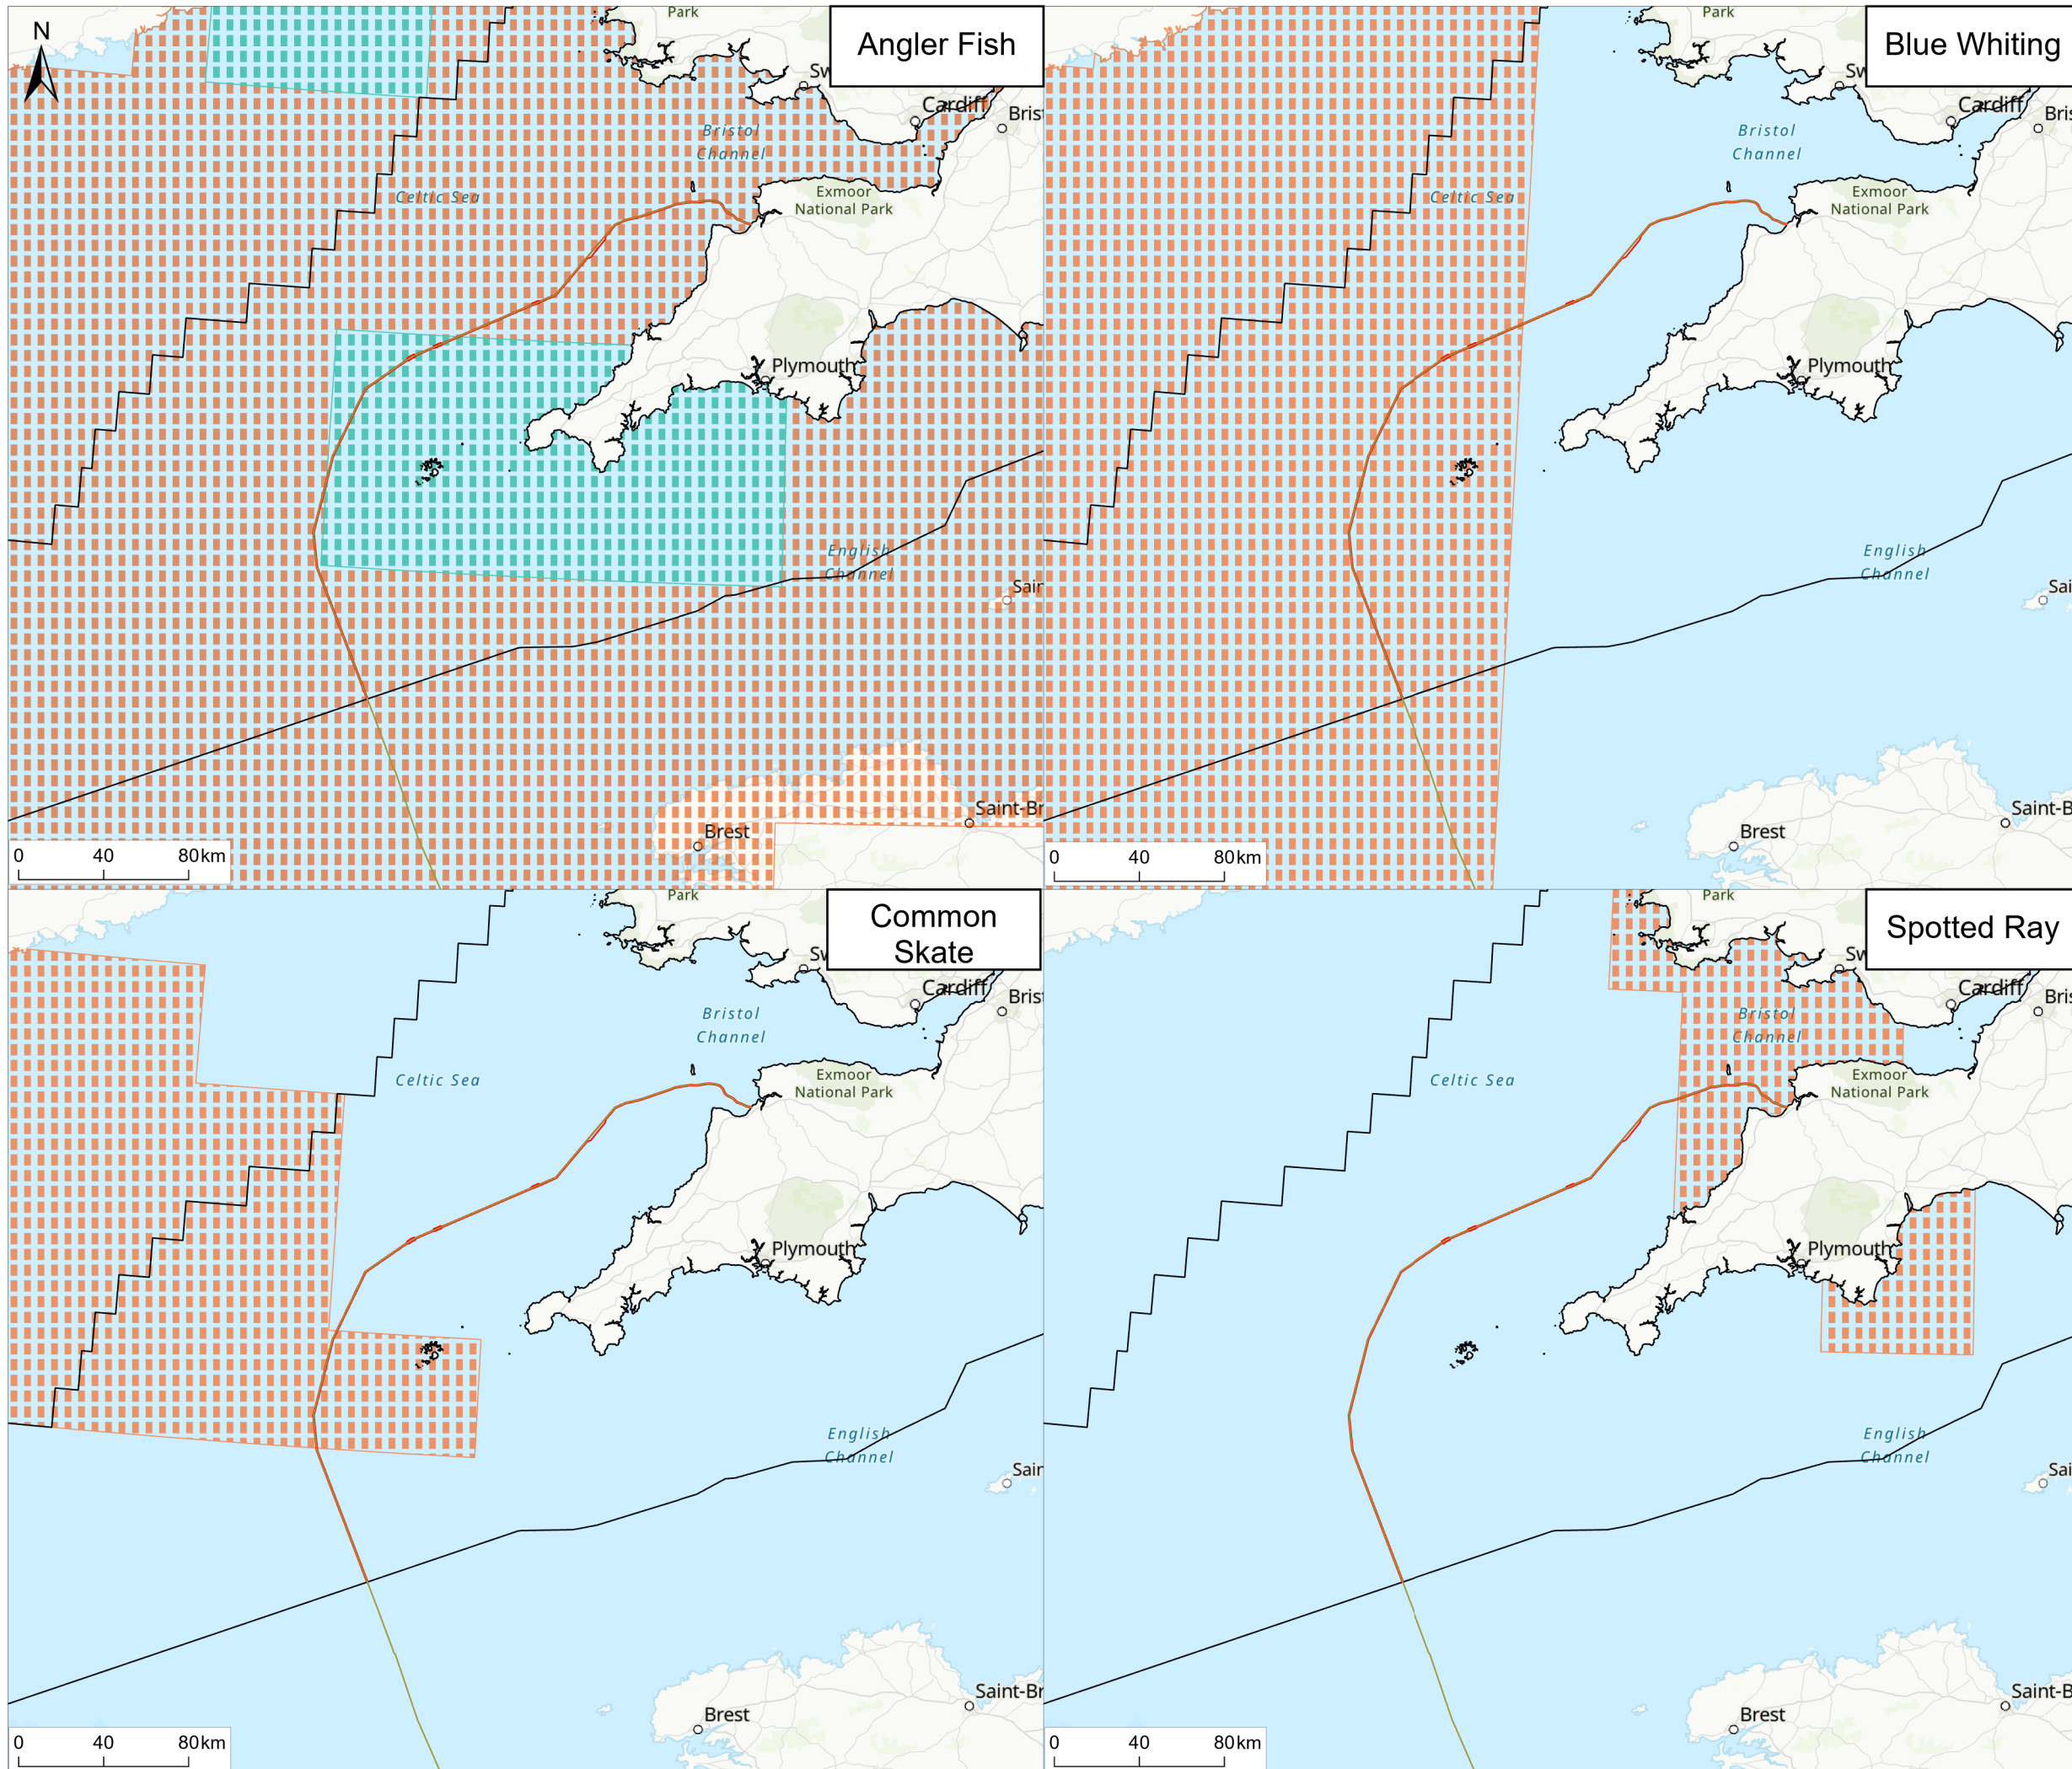 N
Angler Fish
Park
Sw
Cardiff
Bris
Bristol
Channel
Celtic Sea
Exmoor
National Park
Plymouth
English
Channel
Sain
Saint-Br
Brest
0 40 80km
Blue Whiting
Park
Sw
Cardiff
Bris
Bristol
Channel
Celtic Sea
Exmoor
National Park
Plymouth
English
Channel
Sai
Saint-B
Brest
0 40 80km
Common
Skate
Park
Sw
Cardiff
Bris
Bristol
Channel
Celtic Sea
Exmoor
National Park
Plymouth
English
Channel
Sain
Saint-Br
Brest
0 40 80km
Spotted Ray
Park
Sw
Cardiff
Bris
Bristol
Channel
Celtic Sea
Exmoor
National Park
Plymouth
English
Channel
Sai
Saint-B
Brest
0 40 80km